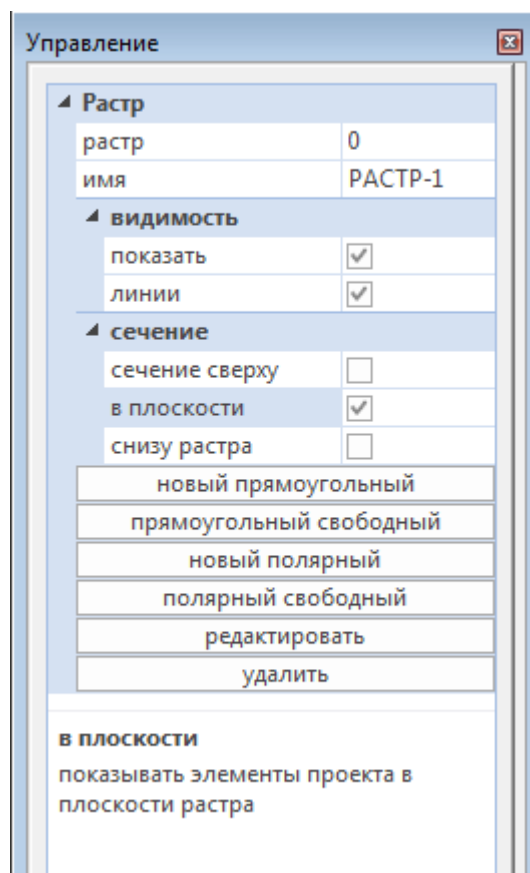 Управление
Растр
растр 0
имя РАСТР-1
видимость
показать
линии
сечение
сечение сверху
в плоскости
снизу растра
новый прямоугольный
прямоугольный свободный
новый полярный
полярный свободный
редактировать
удалить
в плоскости
показывать элементы проекта в
плоскости растра